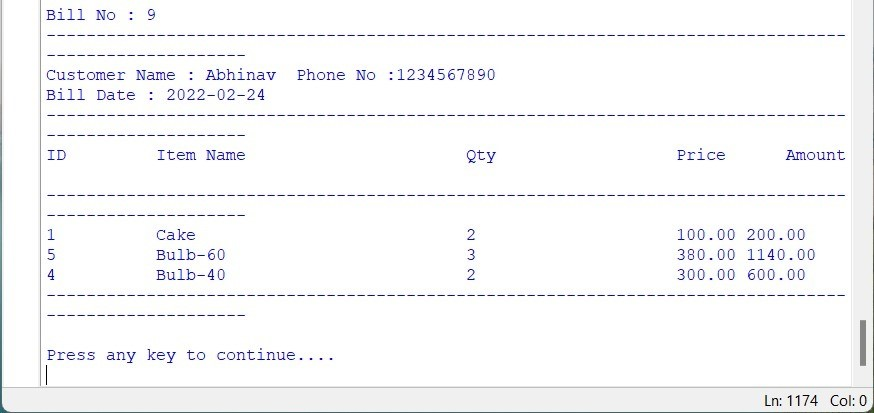 Bill No : 9
--------------------------------------------------------------------------------
--------------------
Customer Name : Abhinav  Phone No :1234567890
Bill Date : 2022-02-24
--------------------------------------------------------------------------------
--------------------
ID         Item Name                      Qty                  Price      Amount
--------------------------------------------------------------------------------
--------------------
1          Cake                           2                    100.00 200.00
5          Bulb-60                        3                    380.00 1140.00
4          Bulb-40                        2                    300.00 600.00
--------------------------------------------------------------------------------
--------------------
Press any key to continue....
Ln: 1174  Col: 0